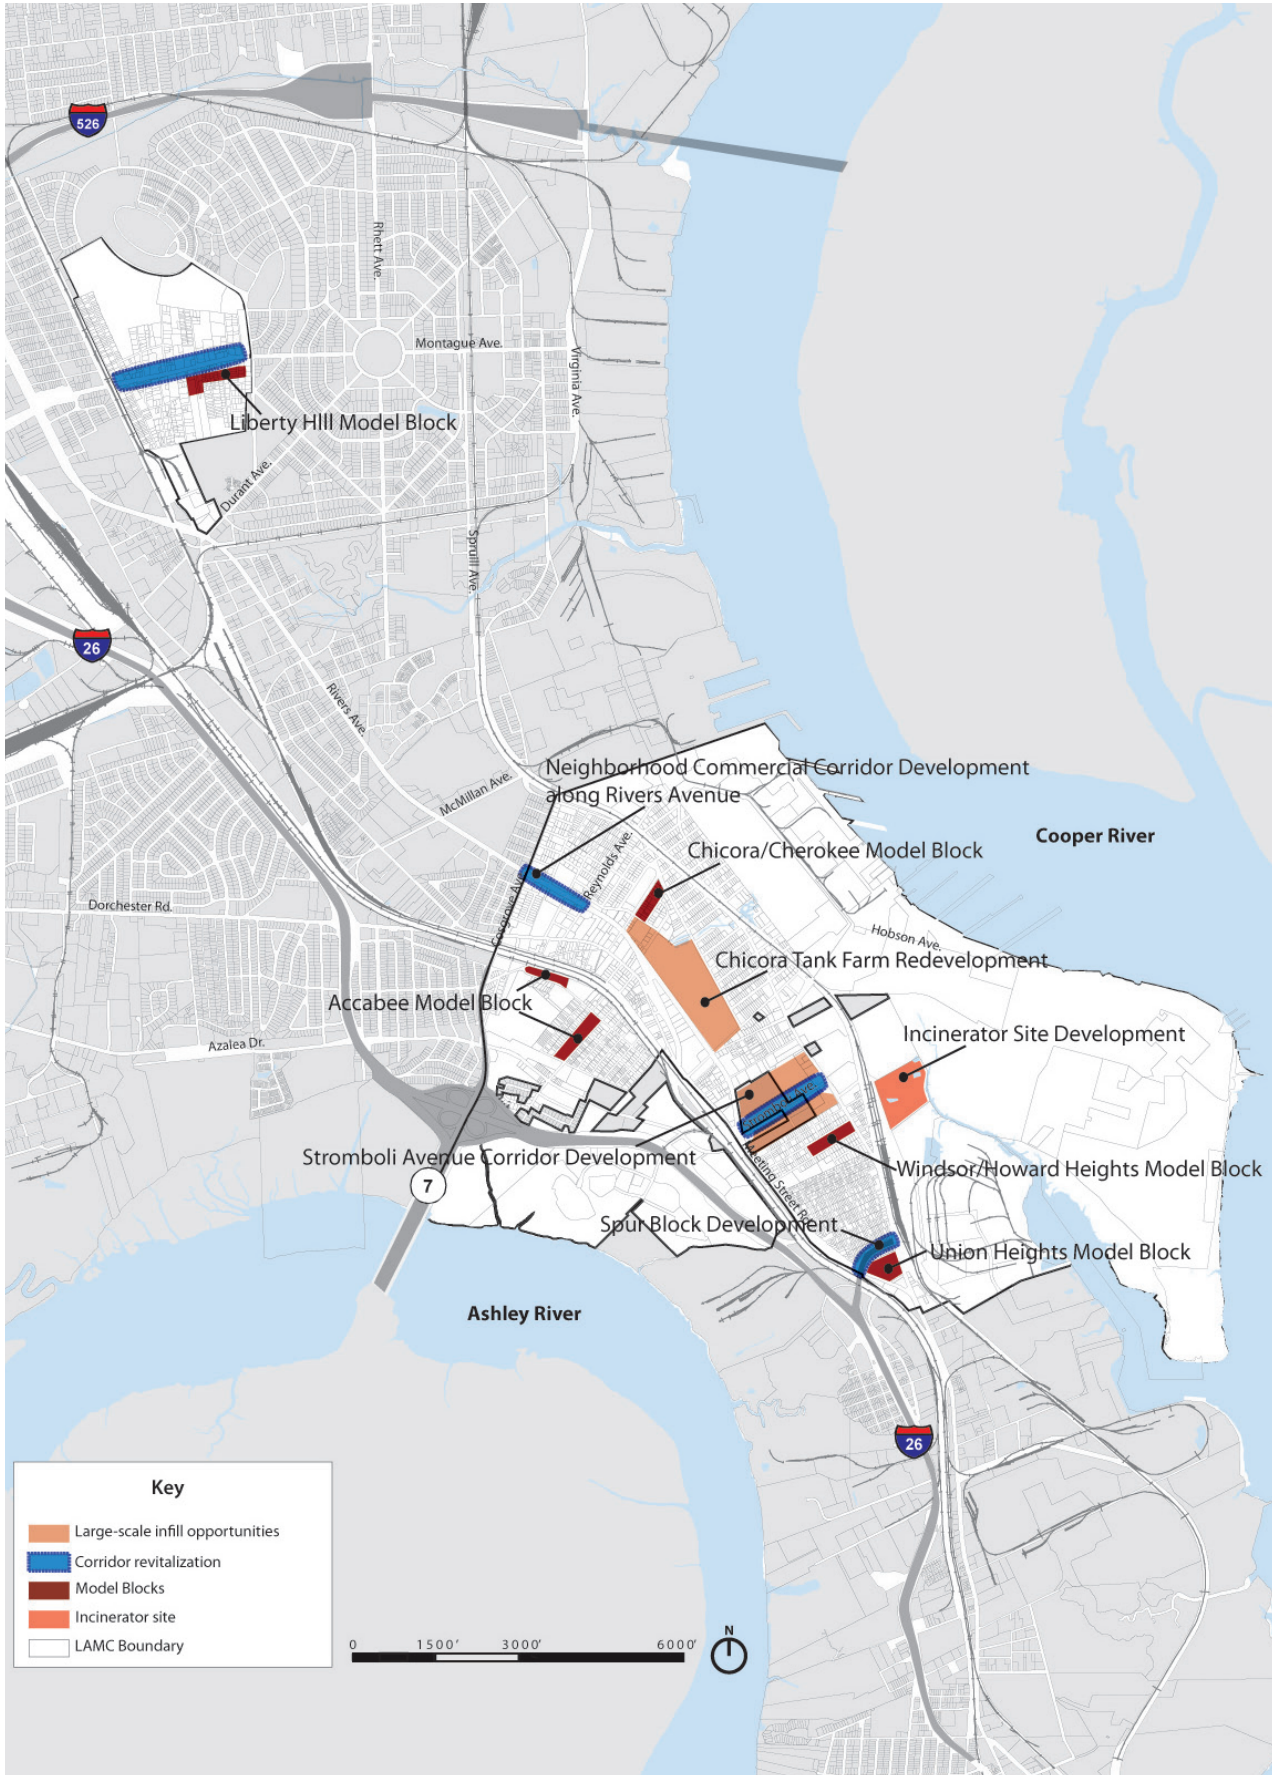 526
Rhett Ave.
Montague Ave.
Virginia Ave.
Liberty HIll Model Block
Durant Ave.
Spruill Ave.
26
Rivers Ave.
McMillan Ave.
Neighborhood Commercial Corridor Development
along Rivers Avenue
Cooper River
Reynolds Ave.
Chicora/Cherokee Model Block
Dorchester Rd.
Cosgrove Ave.
Hobson Ave.
Chicora Tank Farm Redevelopment
Accabee Model Block
Incinerator Site Development
Azalea Dr.
Stromboli Avenue Corridor Development
Windsor/Howard Heights Model Block
7
Spur Block Development
Union Heights Model Block
Ashley River
26
Key
Large-scale infill opportunities
Corridor revitalization
Model Blocks
Incinerator site
LAMC Boundary
0 1500' 3000' 6000'
N